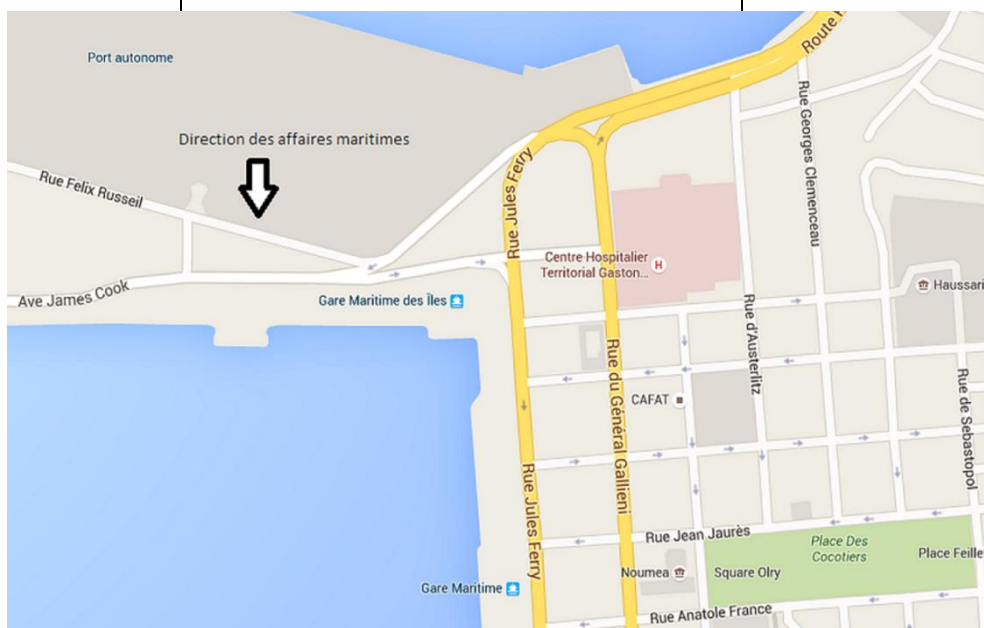 Route
Port autonome
Rue Georges Clemenceau
Direction des affaires maritimes
Rue Jules Ferry
Rue Felix Russeil
Centre Hospitalier
Territorial Gaston...
H
Ave James Cook
Gare Maritime des Îles
Haussari
Rue d'Austerlitz
Rue du Général Gallieni
Rue de Sebastopol
CAFAT
Rue Jules Ferry
Rue Jean Jaurès
Place Des
Cocotiers
Place Feille
Noumea
Square Olry
Gare Maritime
Rue Anatole France